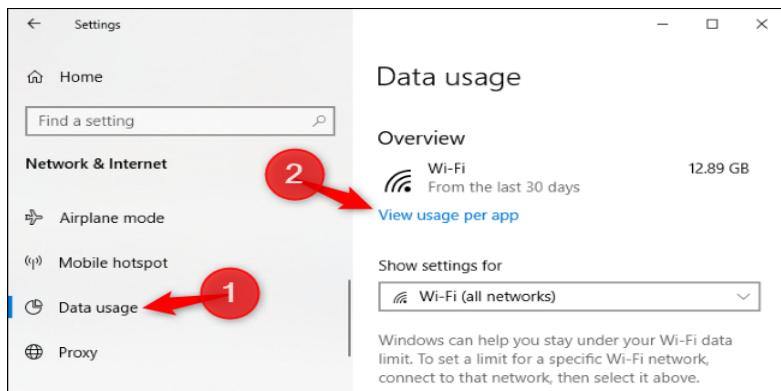 Settings
Home
Find a setting
Network & Internet
Airplane mode
Mobile hotspot
1
Data usage
Proxy
Data usage
Overview
2
Wi-Fi 12.89 GB
From the last 30 days
View usage per app
Show settings for
Wi-Fi (all networks)
Windows can help you stay under your Wi-Fi data
limit. To set a limit for a specific Wi-Fi network,
connect to that network, then select it above.